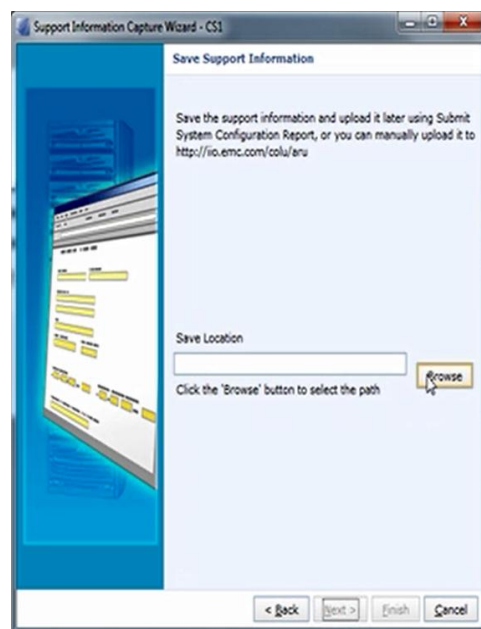 Support Information Capture Wizard - CS1
Save Support Information
Save the support information and upload it later using Submit
System Configuration Report, or you can manually upload it to
http://iio.emc.com/colu/aru
Save Location
Browse
Click the 'Browse' button to select the path
< Back Next > Finish Cancel